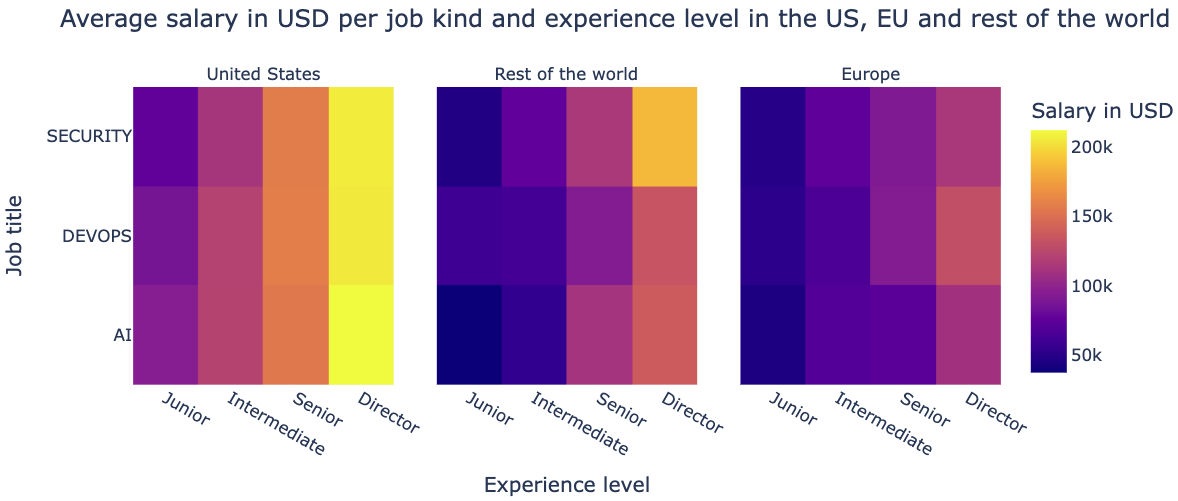 Average salary in USD per job kind and experience level in the US, EU and rest of the world
United States
Rest of the world
Europe
Salary in USD
200k
150k
100k
50k
Job title
SECURITY
DEVOPS
AI
Junior
Intermediate
Senior
Director
Junior
Intermediate
Senior
Director
Junior
Intermediate
Senior
Director
Experience level